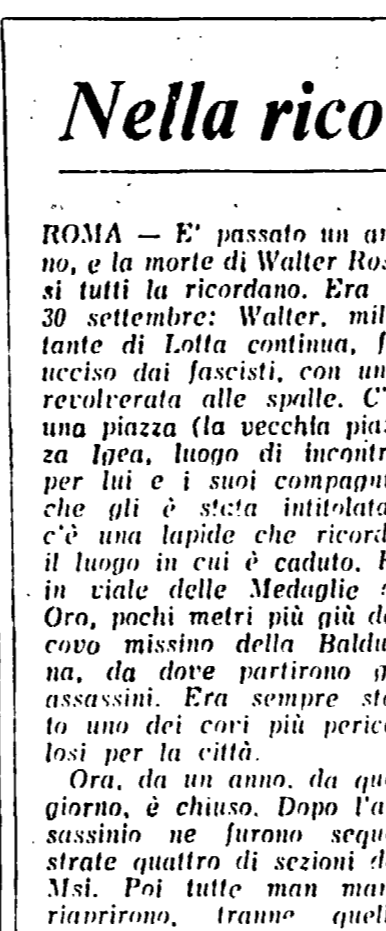 Nella rico
ROMA — E' passato un an
no, e la morte di Walter Ros
si tutti la ricordano. Era
30 settembre: Walter, mili
tante di Lotta continua, f
ucciso dai fascisti, con un
revolverata alle spalle. C'
una piazza (la vecchia piaz
za Igea, luogo di incontr
per lui e i suoi compagni
che gli è stata intitolata
c'è una lapide che ricord
il luogo in cui è caduto. E
in viale delle Medaglie
Oro, pochi metri più giù de
covo missino della Baldu
na, da dove partirono g
assassini. Era sempre sta
to uno dei covi più perico
losi per la città.
Ora, da un anno, da que
giorno, è chiuso. Dopo l'a
sassinio ne furono seque
strate quattro di sezioni d
Msi. Poi tutte man man
riaprirono, tranne quell